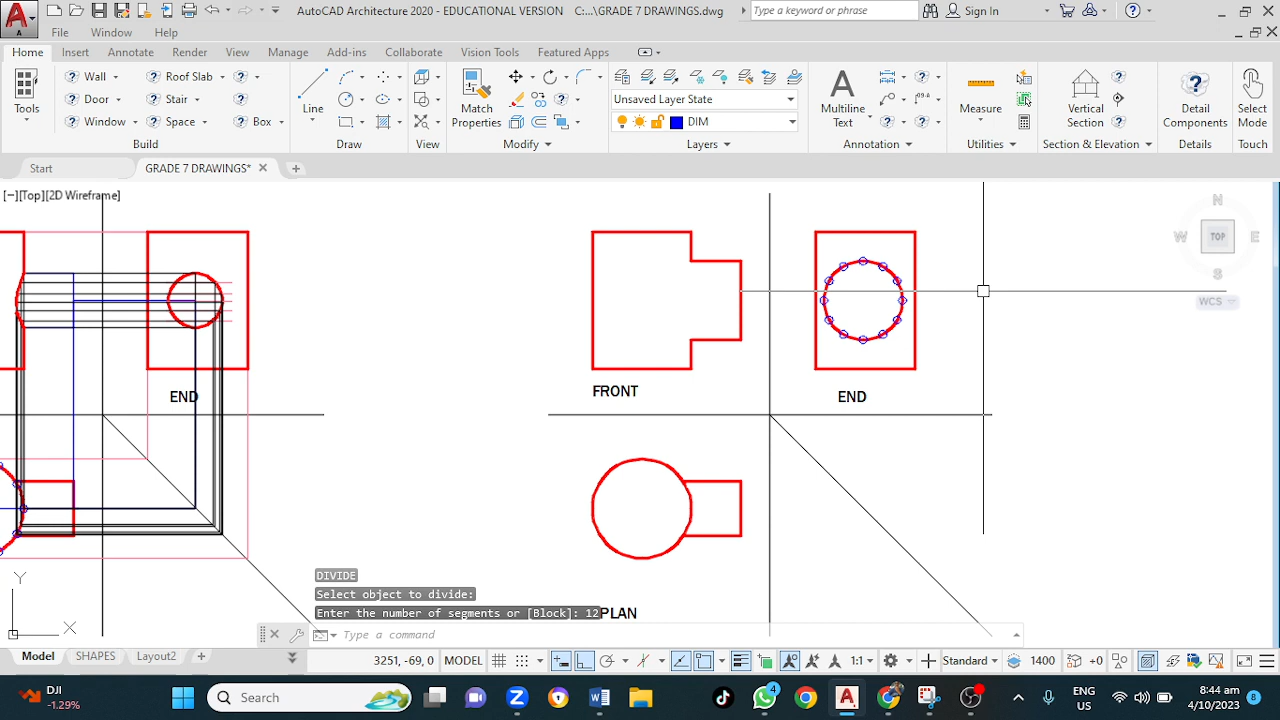 AutoCAD Architecture 2020 - EDUCATIONAL VERSION C:\...\GRADE 7 DRAWINGS.dwg
Type a keyword or phrase
Sign In
File Window Help
Home Insert Annotate Render View Manage Add-ins Collaborate Vision Tools Featured Apps
Tools
Wall Roof Slab
Door Stair
Window Space Box
Build
Line
Draw
View
Match
Properties
Modify
Unsaved Layer State
DIM
Layers
Multiline
Text
Annotation
Measure
Utilities
Vertical
Section
Section & Elevation
Detail
Components
Details
Select
Mode
Touch
Start GRADE 7 DRAWINGS*
[−][Top][2D Wireframe]
N
W TOP E
S
WCS
END
FRONT
END
PLAN
Y
X
DIVIDE
Select object to divide:
Enter the number of segments or [Block]: 12
Type a command
Model SHAPES Layout2
3251, -69, 0 MODEL 1:1 Standard 1400 +0
DJI
-1.29%
Search
4
US
8